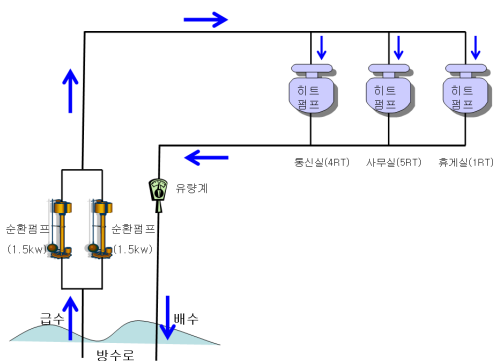 히트
펌프
히트
펌프
히트
펌프
통신실(4RT)
사무실(5RT)
휴게실(1RT)
유량계
순환펌프
(1.5kw)
순환펌프
(1.5kw)
급수
배수
방수로